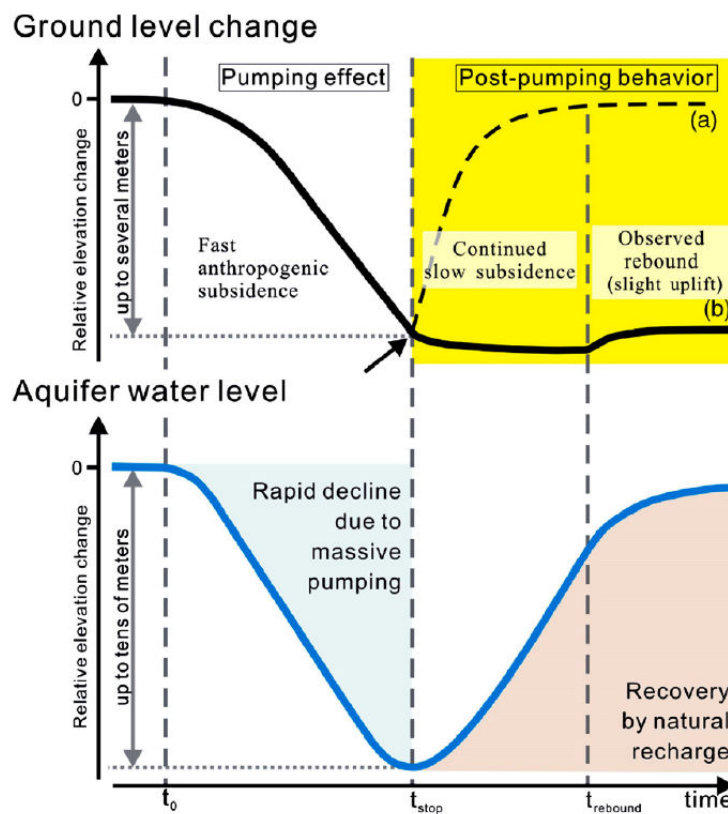 Ground level change
Pumping effect
Post-pumping behavior
0
(a)
Relative elevation change
up to several meters
Fast
anthropogenic
subsidence
Continued
slow subsidence
Observed
rebound
(slight uplift)
(b)
Aquifer water level
0
Relative elevation change
up to tens of meters
Rapid decline
due to
massive
pumping
Recovery
by natural
recharge
t0
tstop
trebound
time